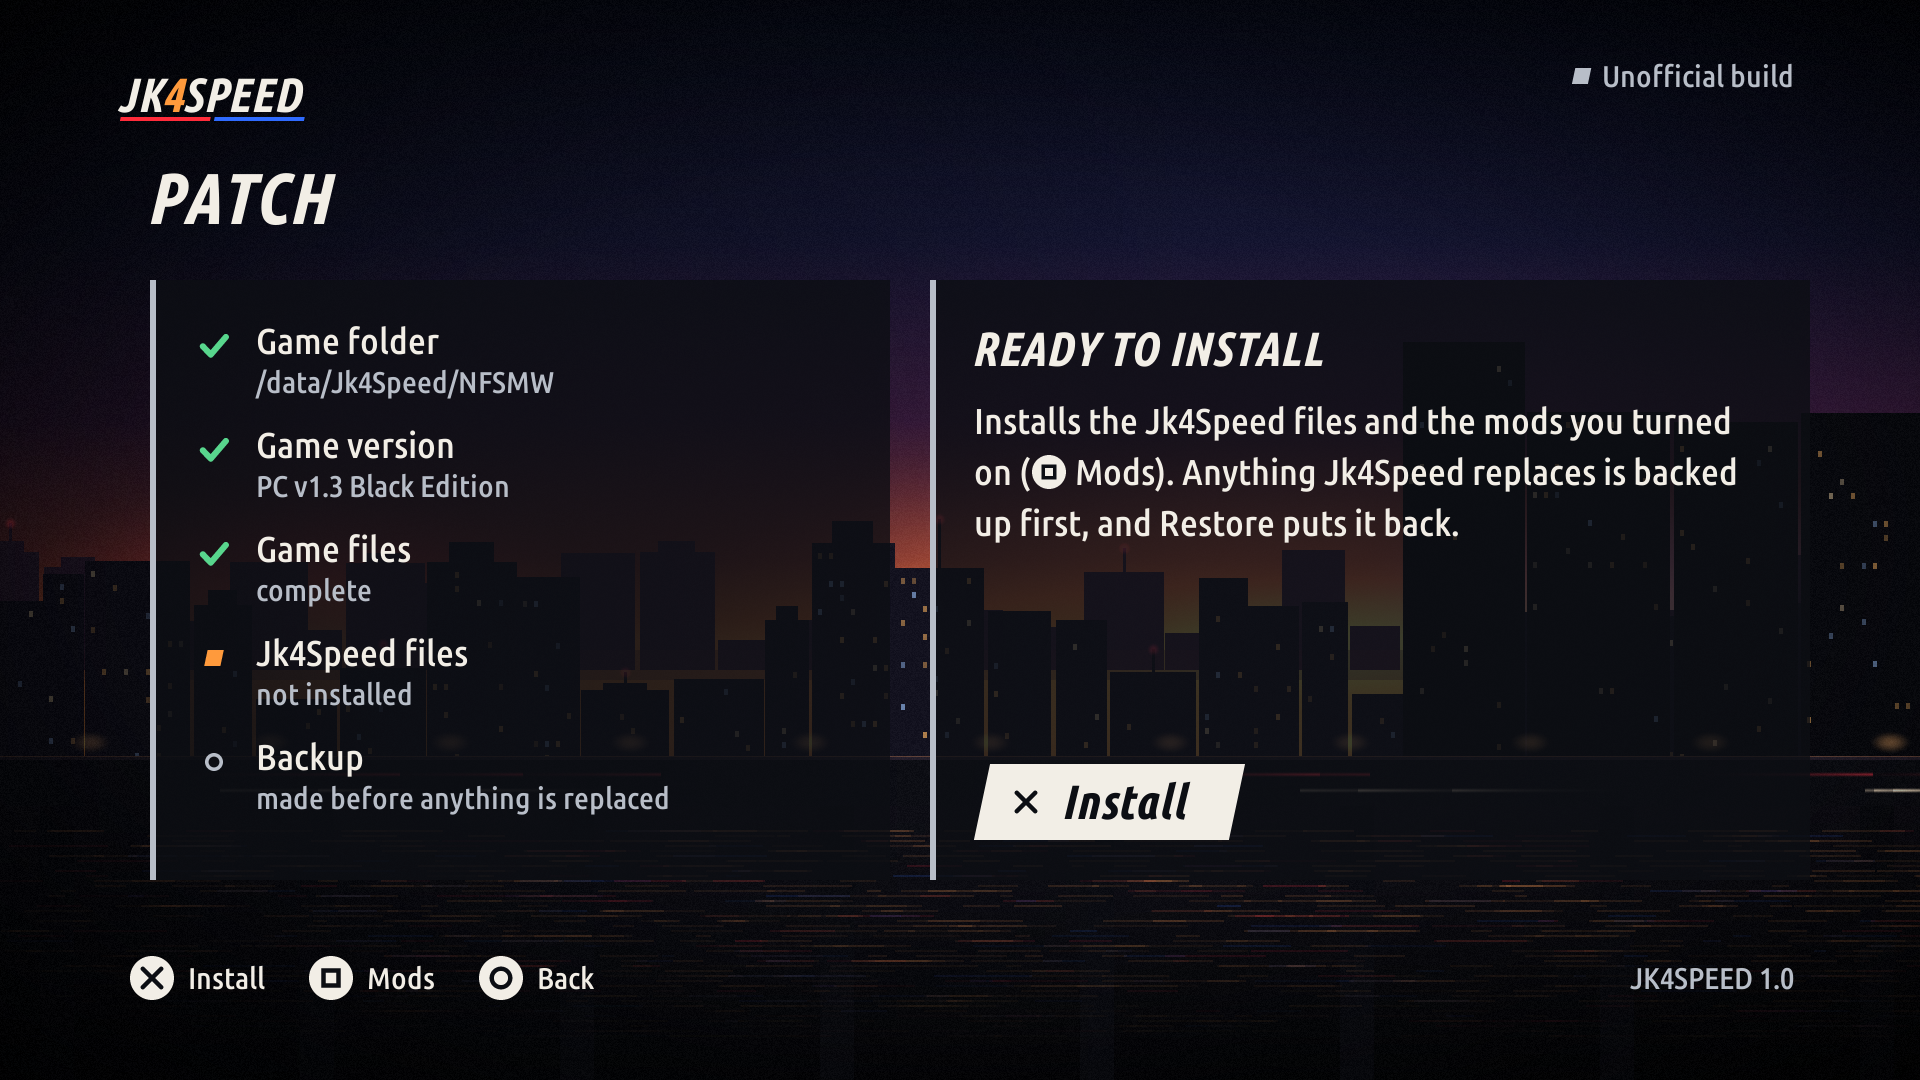 JK4SPEED
Unofficial build
PATCH
Game folder
/data/Jk4Speed/NFSMW
Game version
PC v1.3 Black Edition
Game files
complete
Jk4Speed files
not installed
Backup
made before anything is replaced
READY TO INSTALL
Installs the Jk4Speed files and the mods you turned
on ( Mods). Anything Jk4Speed replaces is backed
up first, and Restore puts it back.
Install
Install
Mods
Back
JK4SPEED 1.0